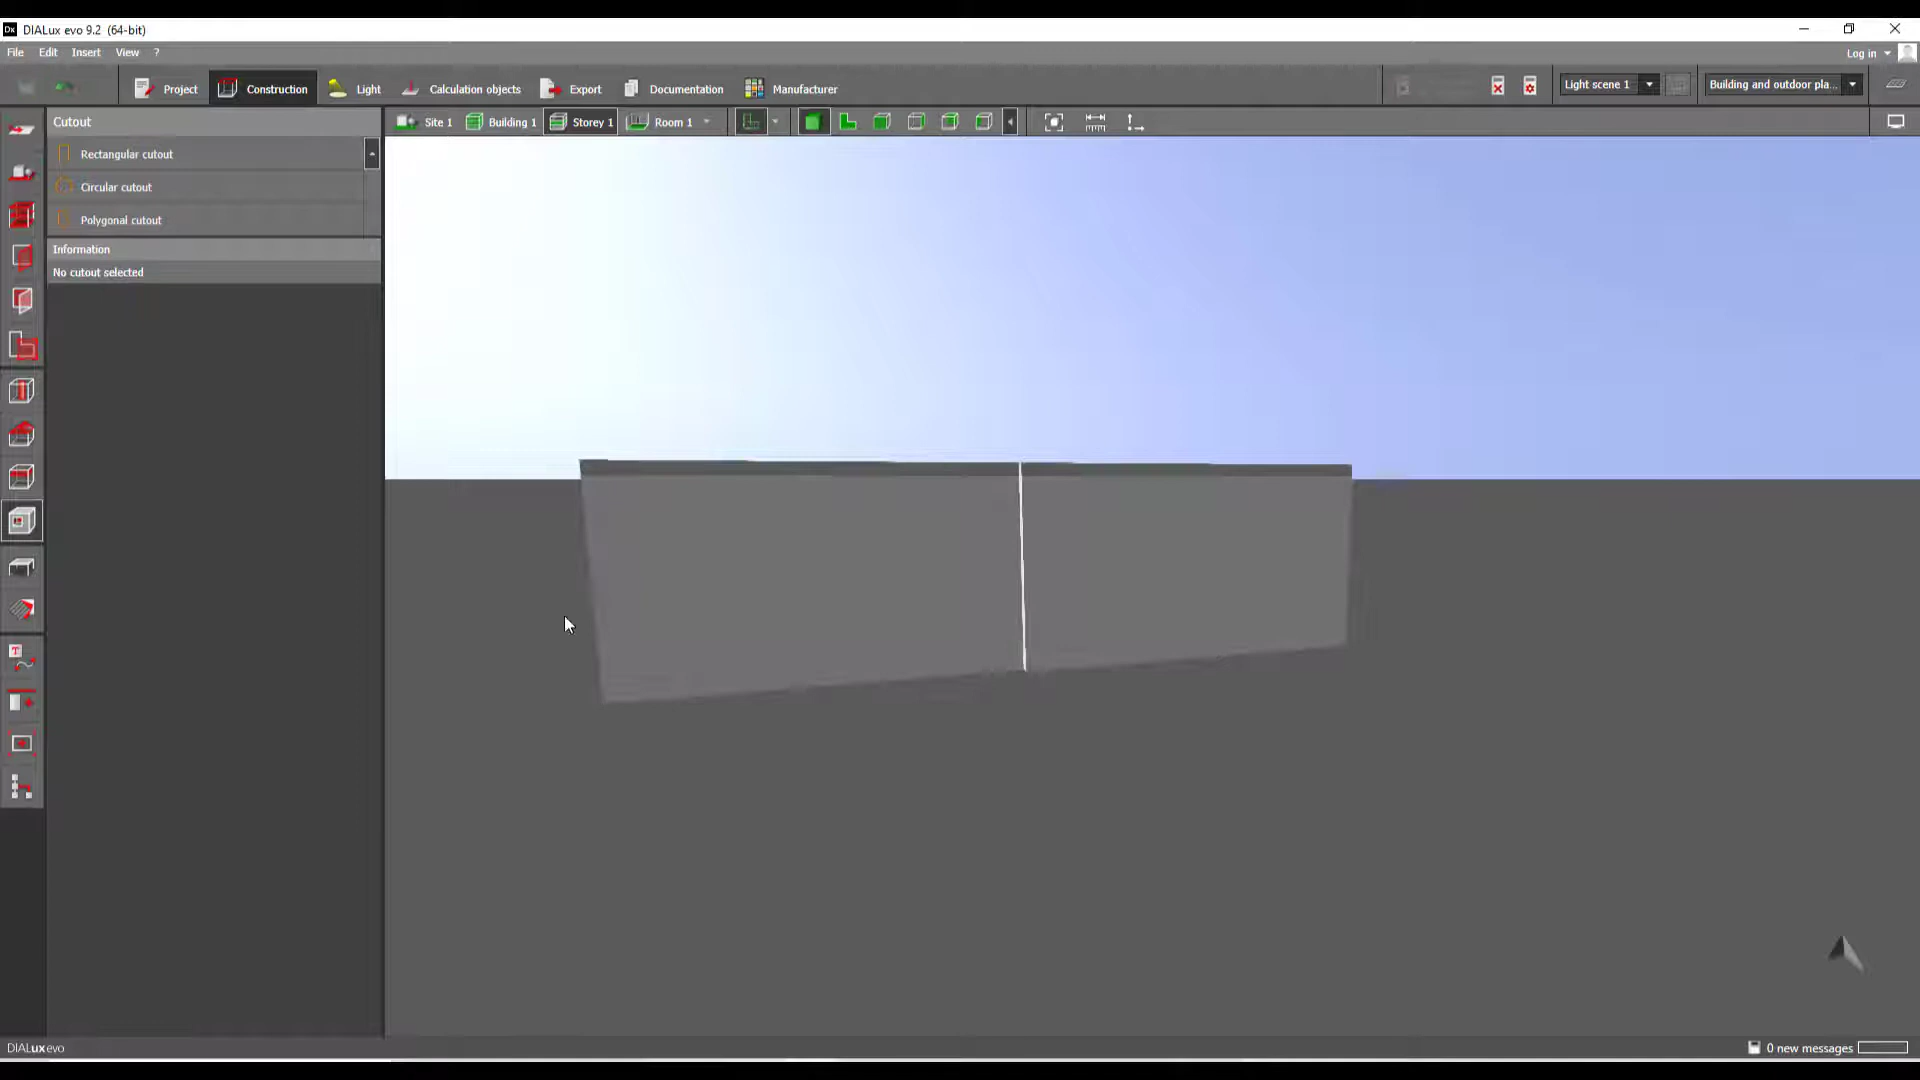 DIALux evo 9.2 (64-bit)
File Edit Insert View ?
Log in
Project Construction Light Calculation objects Export Documentation Manufacturer
Light scene 1
Building and outdoor pla...
Cutout
Site 1 Building 1 Storey 1 Room 1
Rectangular cutout
Circular cutout
Polygonal cutout
Information
No cutout selected
DIALux evo
0 new messages